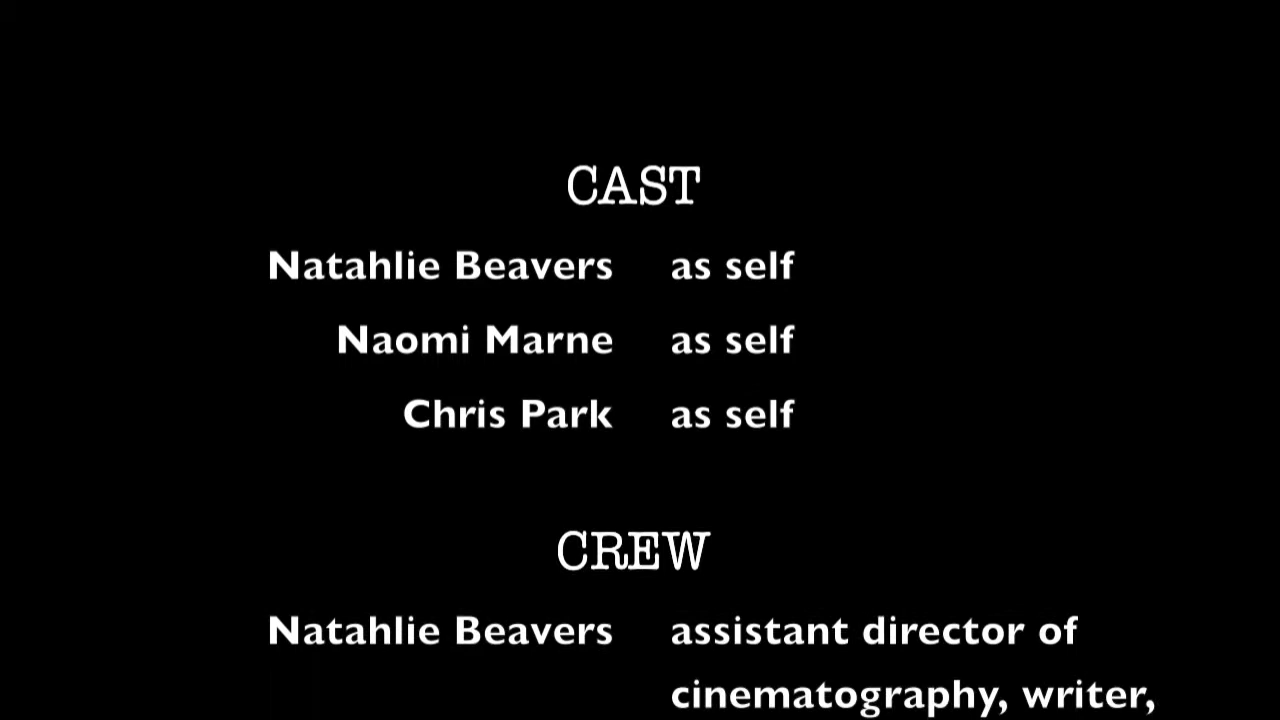 CAST
Natahlie Beavers as self
Naomi Marne as self
Chris Park as self
CREW
Natahlie Beavers assistant director of
cinematography, writer,